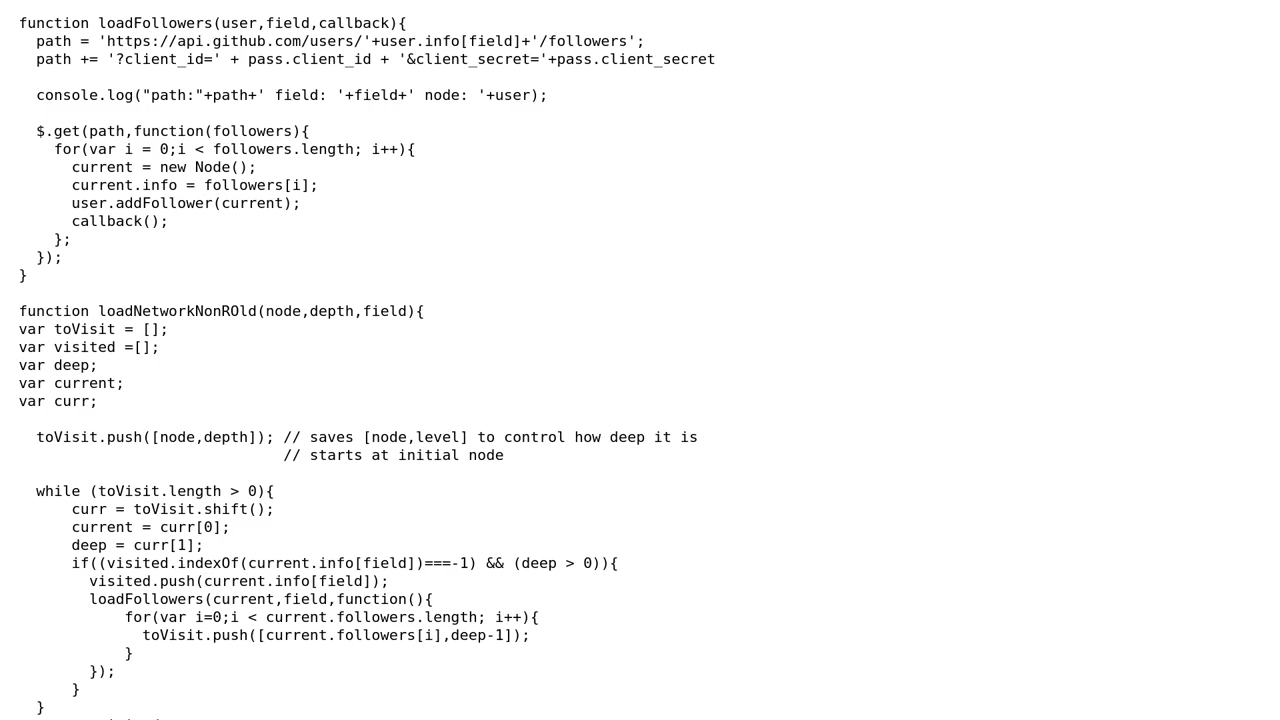 function loadFollowers(user,field,callback){
  path = 'https://api.github.com/users/'+user.info[field]+'/followers';
  path += '?client_id=' + pass.client_id + '&client_secret='+pass.client_secret

  console.log("path:"+path+' field: '+field+' node: '+user);

  $.get(path,function(followers){
    for(var i = 0;i < followers.length; i++){
      current = new Node();
      current.info = followers[i];
      user.addFollower(current);
      callback();
    };
  });
}

function loadNetworkNonROld(node,depth,field){
var toVisit = [];
var visited =[];
var deep;
var current;
var curr;

  toVisit.push([node,depth]); // saves [node,level] to control how deep it is
                              // starts at initial node

  while (toVisit.length > 0){
      curr = toVisit.shift();
      current = curr[0];
      deep = curr[1];
      if((visited.indexOf(current.info[field])===-1) && (deep > 0)){
        visited.push(current.info[field]);
        loadFollowers(current,field,function(){
            for(var i=0;i < current.followers.length; i++){
              toVisit.push([current.followers[i],deep-1]);
            }
        });
      }
  }